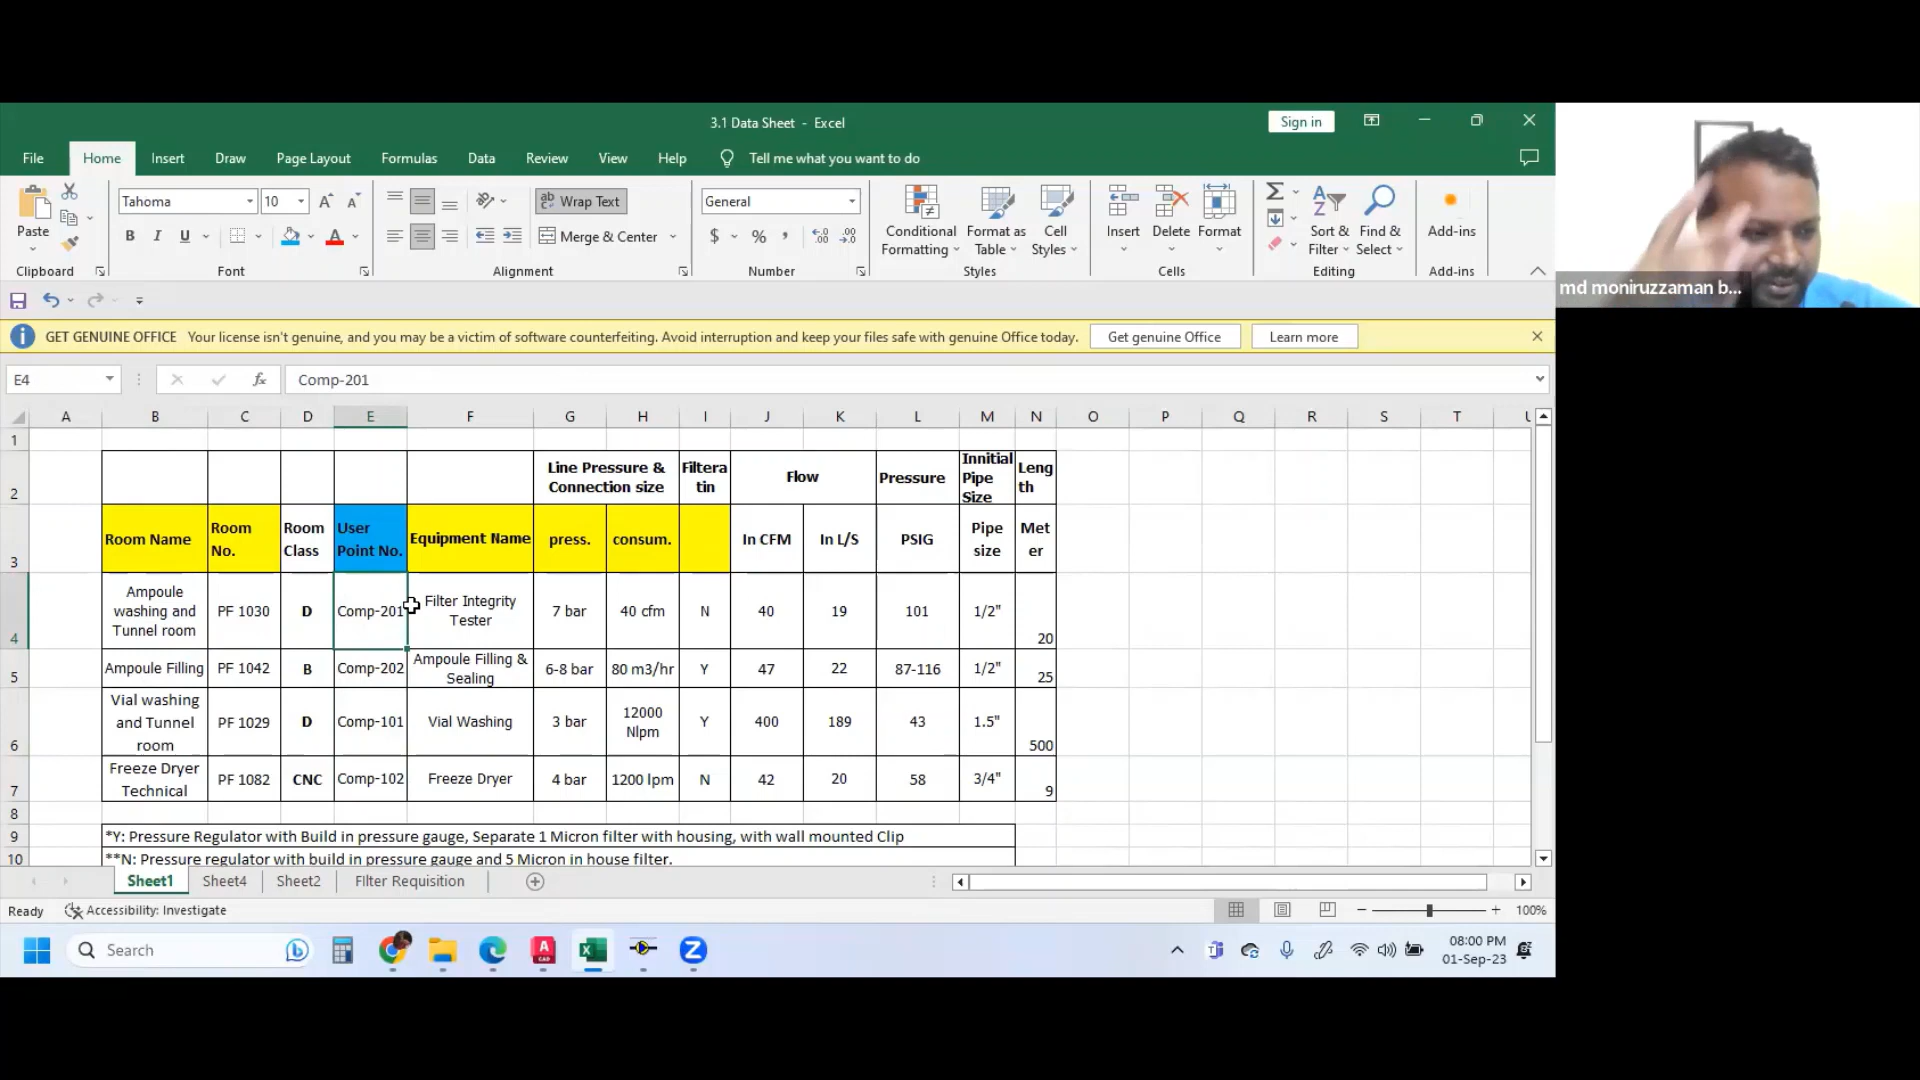 3.1 Data Sheet - Excel
Sign in
File Home Insert Draw Page Layout Formulas Data Review View Help Tell me what you want to do
Tahoma 10 Wrap Text General
Paste
B I U Merge & Center $ % ,
Conditional Formatting Format as Table Cell Styles Insert Delete Format Sort & Filter Find & Select Add-ins
Clipboard Font Alignment Number Styles Cells Editing Add-ins
md moniruzzaman b...
GET GENUINE OFFICE Your license isn't genuine, and you may be a victim of software counterfeiting. Avoid interruption and keep your files safe with genuine Office today. Get genuine Office Learn more
E4 fx Comp-201
A B C D E F G H I J K L M N O P Q R S T
1
2 Line Pressure & Connection size Filtera tin Flow Pressure Innitial Pipe Size Leng th
3 Room Name Room No. Room Class User Point No. Equipment Name press. consum. In CFM In L/S PSIG Pipe size Met er
4 Ampoule washing and Tunnel room PF 1030 D Comp-201 Filter Integrity Tester 7 bar 40 cfm N 40 19 101 1/2" 20
5 Ampoule Filling PF 1042 B Comp-202 Ampoule Filling & Sealing 6-8 bar 80 m3/hr Y 47 22 87-116 1/2" 25
6 Vial washing and Tunnel room PF 1029 D Comp-101 Vial Washing 3 bar 12000 Nlpm Y 400 189 43 1.5" 500
7 Freeze Dryer Technical PF 1082 CNC Comp-102 Freeze Dryer 4 bar 1200 lpm N 42 20 58 3/4" 9
8
9 *Y: Pressure Regulator with Build in pressure gauge, Separate 1 Micron filter with housing, with wall mounted Clip
10 **N: Pressure regulator with build in pressure gauge and 5 Micron in house filter.
Sheet1 Sheet4 Sheet2 FIlter Requisition
Ready Accessibility: Investigate 100%
Search
08:00 PM
01-Sep-23